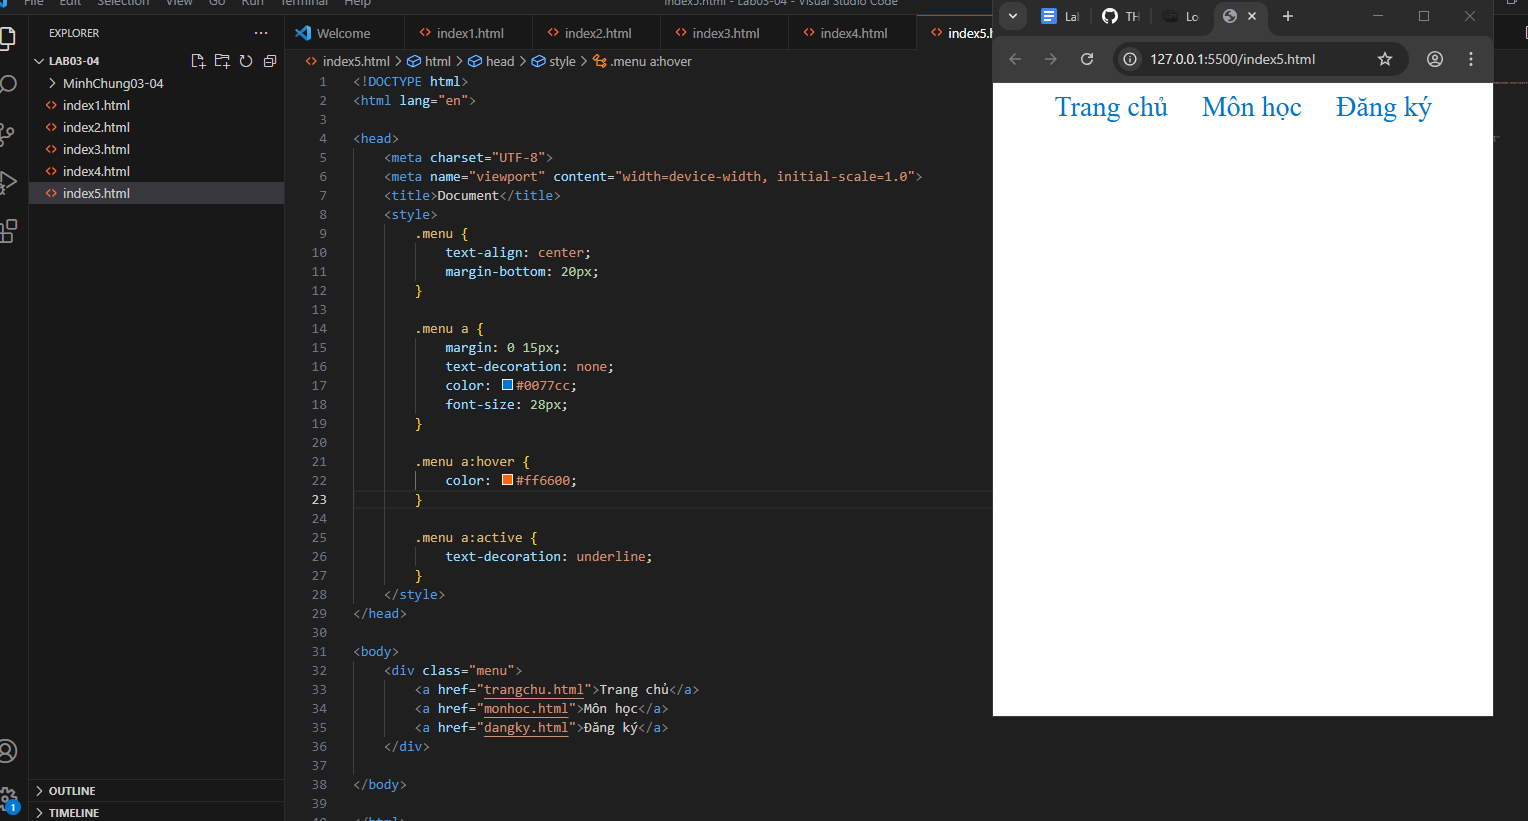 File Edit Selection View Go Run Terminal Help
index5.html - Lab03-04 - Visual Studio Code
EXPLORER
LAB03-04
MinhChung03-04
index1.html
index2.html
index3.html
index4.html
index5.html
OUTLINE
TIMELINE
1
Welcome
index1.html
index2.html
index3.html
index4.html
index5.h
index5.html > html > head > style > .menu a:hover
1 <!DOCTYPE html>
2 <html lang="en">
3
4 <head>
5 <meta charset="UTF-8">
6 <meta name="viewport" content="width=device-width, initial-scale=1.0">
7 <title>Document</title>
8 <style>
9 .menu {
10 text-align: center;
11 margin-bottom: 20px;
12 }
13
14 .menu a {
15 margin: 0 15px;
16 text-decoration: none;
17 color: #0077cc;
18 font-size: 28px;
19 }
20
21 .menu a:hover {
22 color: #ff6600;
23 }
24
25 .menu a:active {
26 text-decoration: underline;
27 }
28 </style>
29 </head>
30
31 <body>
32 <div class="menu">
33 <a href="trangchu.html">Trang chủ</a>
34 <a href="monhoc.html">Môn học</a>
35 <a href="dangky.html">Đăng ký</a>
36 </div>
37
38 </body>
39
40 </html>
La
TH
Lo
127.0.0.1:5500/index5.html
Trang chủ Môn học Đăng ký